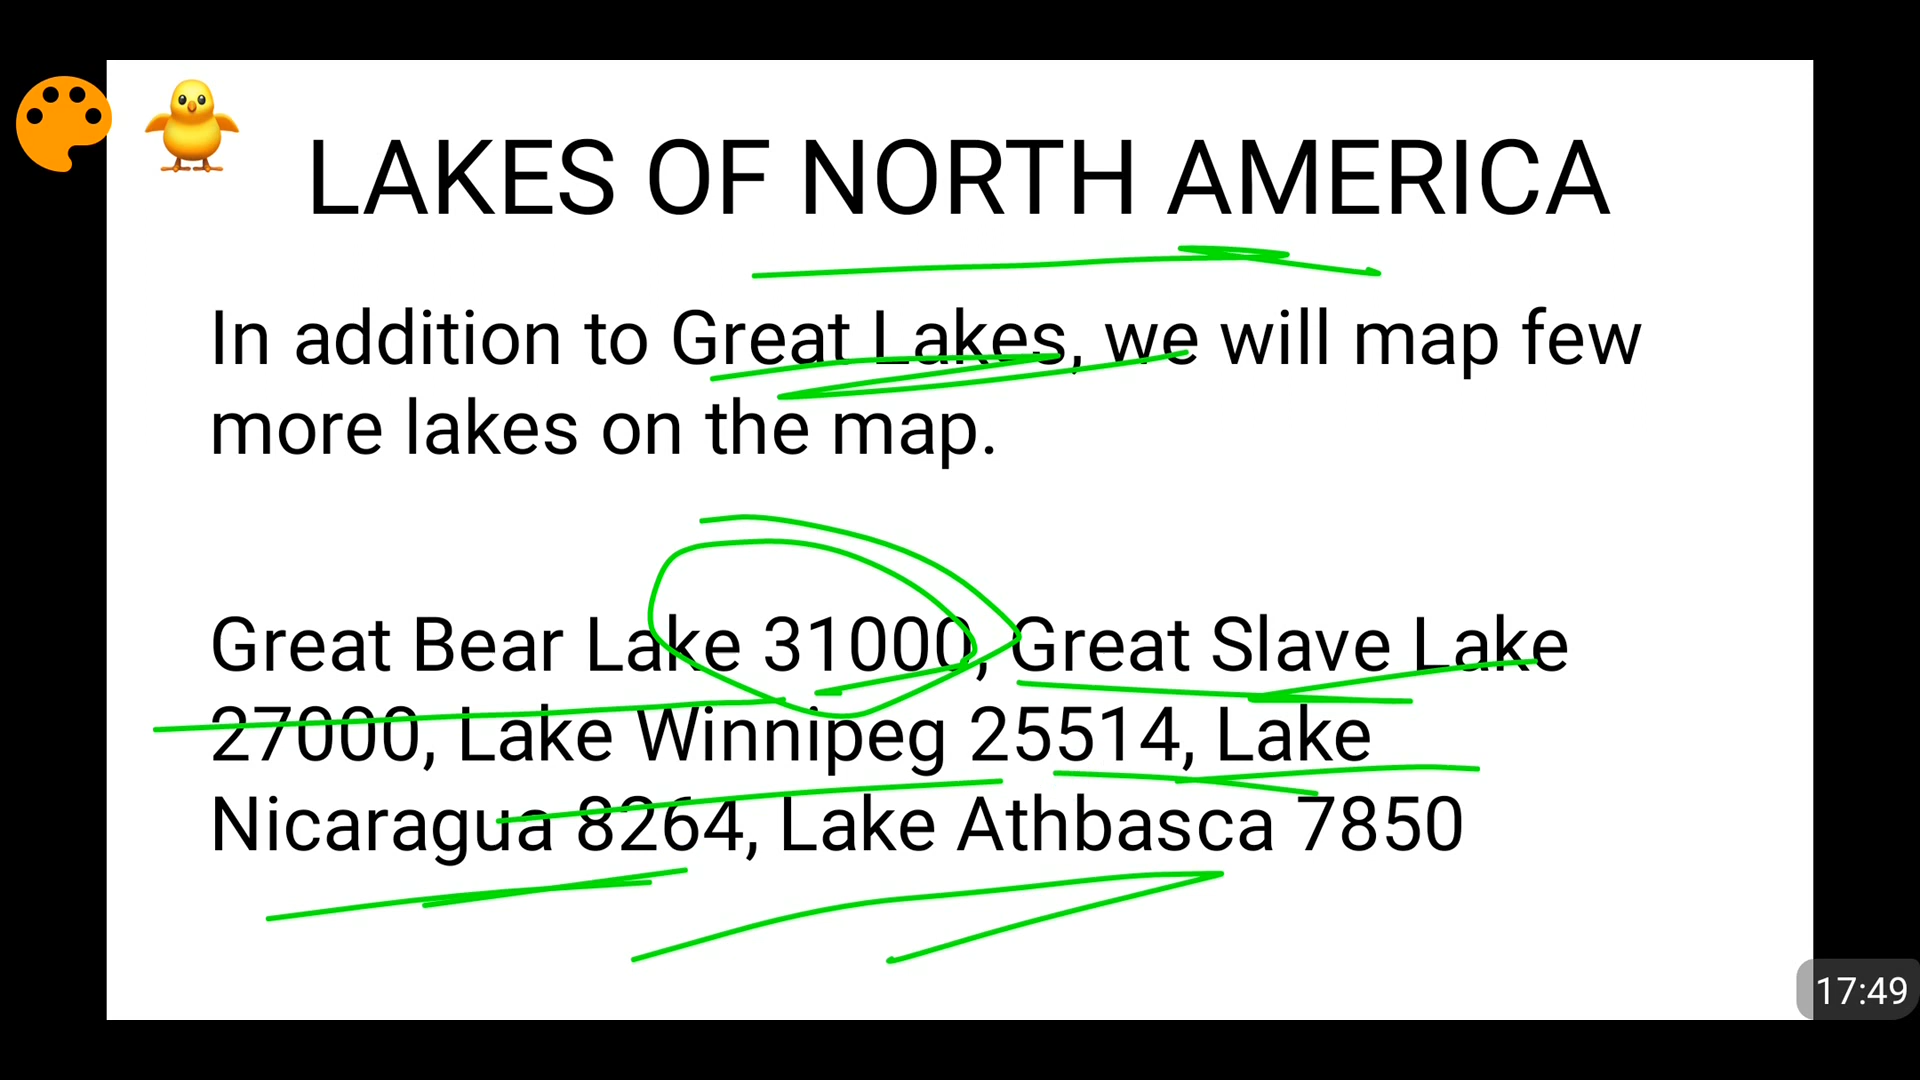 LAKES OF NORTH AMERICA
In addition to Great Lakes, we will map few
more lakes on the map.
Great Bear Lake 31000, Great Slave Lake
27000, Lake Winnipeg 25514, Lake
Nicaragua 8264, Lake Athbasca 7850
17:49